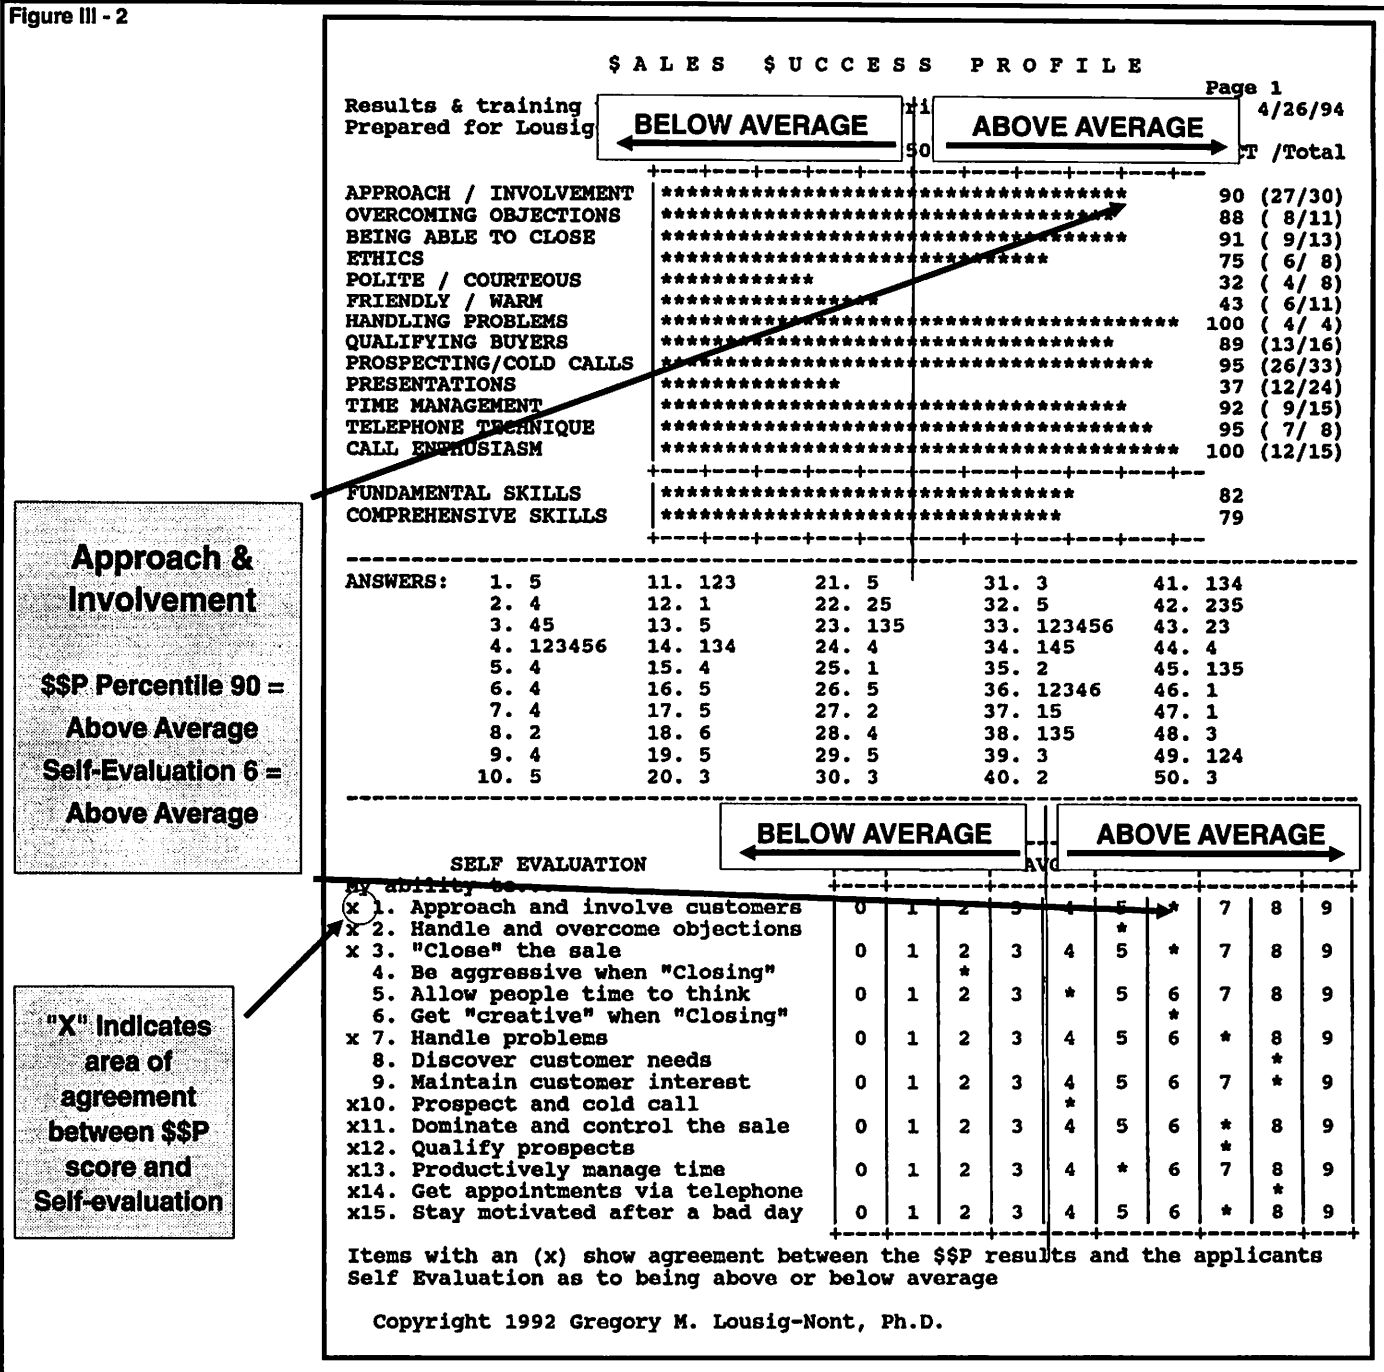 Figure III - 2
$ A L E S   $ U C C E S S   P R O F I L E
Page 1
Results & training 4/26/94
Prepared for Lousig
BELOW AVERAGE
ABOVE AVERAGE
50 /Total
+---+---+---+---+---+---+---+---+---+---+--
APPROACH / INVOLVEMENT |************************************ 90 (27/30)
OVERCOMING OBJECTIONS |*********************************** 88 ( 8/11)
BEING ABLE TO CLOSE |************************************ 91 ( 9/13)
ETHICS |****************************** 75 ( 6/ 8)
POLITE / COURTEOUS |************ 32 ( 4/ 8)
FRIENDLY / WARM |***************** 43 ( 6/11)
HANDLING PROBLEMS |**************************************** 100 ( 4/ 4)
QUALIFYING BUYERS |*********************************** 89 (13/16)
PROSPECTING/COLD CALLS |************************************** 95 (26/33)
PRESENTATIONS |************** 37 (12/24)
TIME MANAGEMENT |************************************ 92 ( 9/15)
TELEPHONE TECHNIQUE |************************************** 95 ( 7/ 8)
CALL ENTHUSIASM |**************************************** 100 (12/15)
+---+---+---+---+---+---+---+---+---+---+--
FUNDAMENTAL SKILLS |******************************** 82
COMPREHENSIVE SKILLS |******************************* 79
+---+---+---+---+---+---+---+---+---+---+--
Approach &
Involvement
$$P Percentile 90 =
Above Average
Self-Evaluation 6 =
Above Average
ANSWERS: 1. 5 11. 123 21. 5 31. 3 41. 134
2. 4 12. 1 22. 25 32. 5 42. 235
3. 45 13. 5 23. 135 33. 123456 43. 23
4. 123456 14. 134 24. 4 34. 145 44. 4
5. 4 15. 4 25. 1 35. 2 45. 135
6. 4 16. 5 26. 5 36. 12346 46. 1
7. 4 17. 5 27. 2 37. 15 47. 1
8. 2 18. 6 28. 4 38. 135 48. 3
9. 4 19. 5 29. 5 39. 3 49. 124
10. 5 20. 3 30. 3 40. 2 50. 3
BELOW AVERAGE
ABOVE AVERAGE
SELF EVALUATION
My ability to...
x 1. Approach and involve customers 0 1 2 3 4 5 * 7 8 9
x 2. Handle and overcome objections *
x 3. "Close" the sale 0 1 2 3 4 5 * 7 8 9
4. Be aggressive when "Closing" *
5. Allow people time to think 0 1 2 3 * 5 6 7 8 9
6. Get "creative" when "Closing" *
x 7. Handle problems 0 1 2 3 4 5 6 * 8 9
8. Discover customer needs *
9. Maintain customer interest 0 1 2 3 4 5 6 7 * 9
x10. Prospect and cold call *
x11. Dominate and control the sale 0 1 2 3 4 5 6 * 8 9
x12. Qualify prospects *
x13. Productively manage time 0 1 2 3 4 * 6 7 8 9
x14. Get appointments via telephone *
x15. Stay motivated after a bad day 0 1 2 3 4 5 6 * 8 9
"X" Indicates
area of
agreement
between $$P
score and
Self-evaluation
Items with an (x) show agreement between the $$P results and the applicants
Self Evaluation as to being above or below average
Copyright 1992 Gregory M. Lousig-Nont, Ph.D.